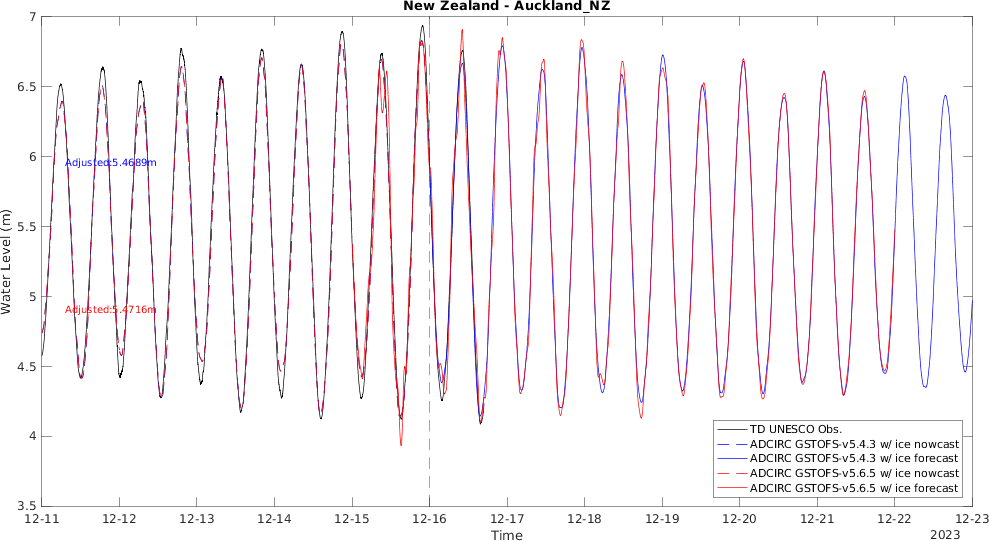 New Zealand - Auckland_NZ
7
6.5
6
5.5
5
4.5
4
3.5
Water Level (m)
Adjusted:5.4689m
Adjusted:5.4716m
TD UNESCO Obs.
ADCIRC GSTOFS-v5.4.3 w/ ice nowcast
ADCIRC GSTOFS-v5.4.3 w/ ice forecast
ADCIRC GSTOFS-v5.6.5 w/ ice nowcast
ADCIRC GSTOFS-v5.6.5 w/ ice forecast
12-11 12-12 12-13 12-14 12-15 12-16 12-17 12-18 12-19 12-20 12-21 12-22 12-23
Time
2023